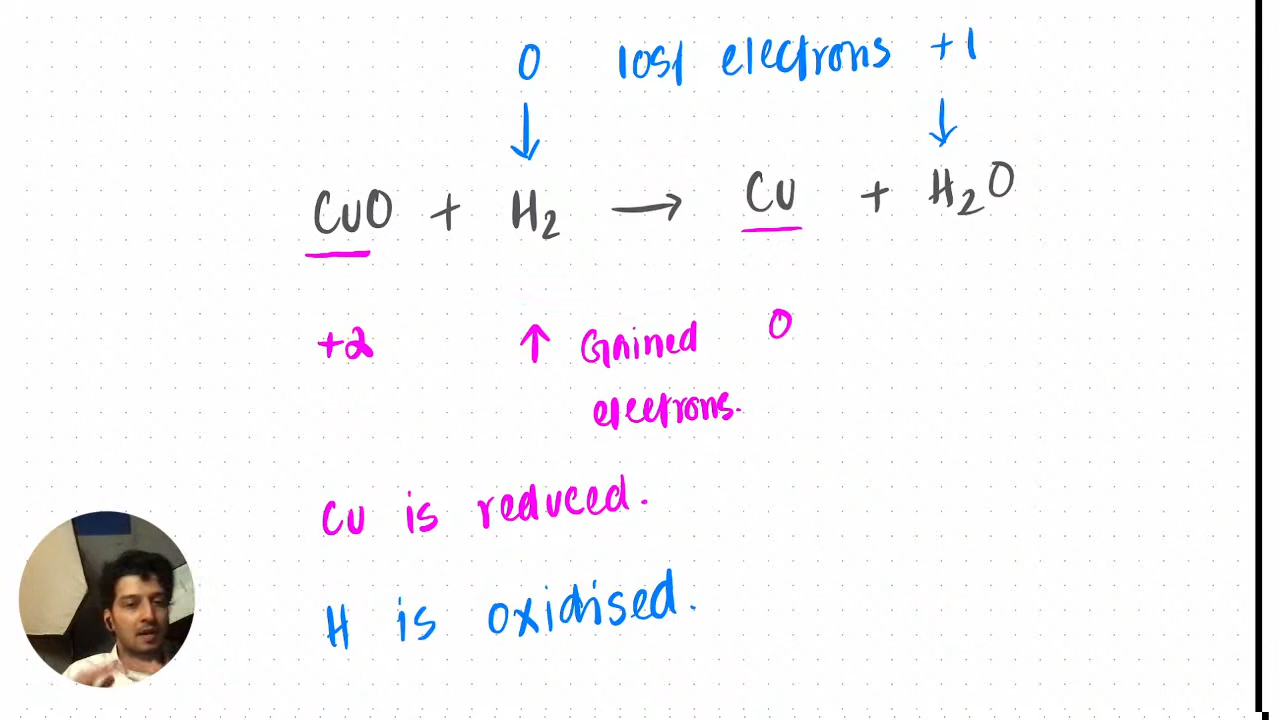 0 lost electrons +1
↓ ↓
CuO + H₂ → Cu + H₂O
+2 ↑ Gained 0
electrons.
Cu is reduced.
H is oxidised.